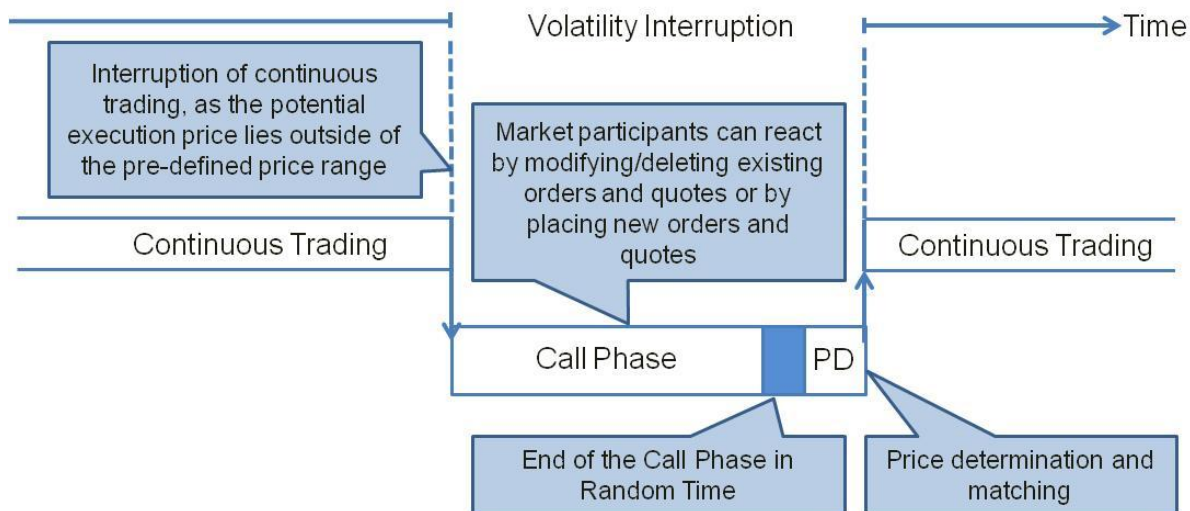 Volatility Interruption
Time
Interruption of continuous
trading, as the potential
execution price lies outside of
the pre-defined price range
Market participants can react
by modifying/deleting existing
orders and quotes or by
placing new orders and
quotes
Continuous Trading
Continuous Trading
Call Phase
PD
End of the Call Phase in
Random Time
Price determination and
matching